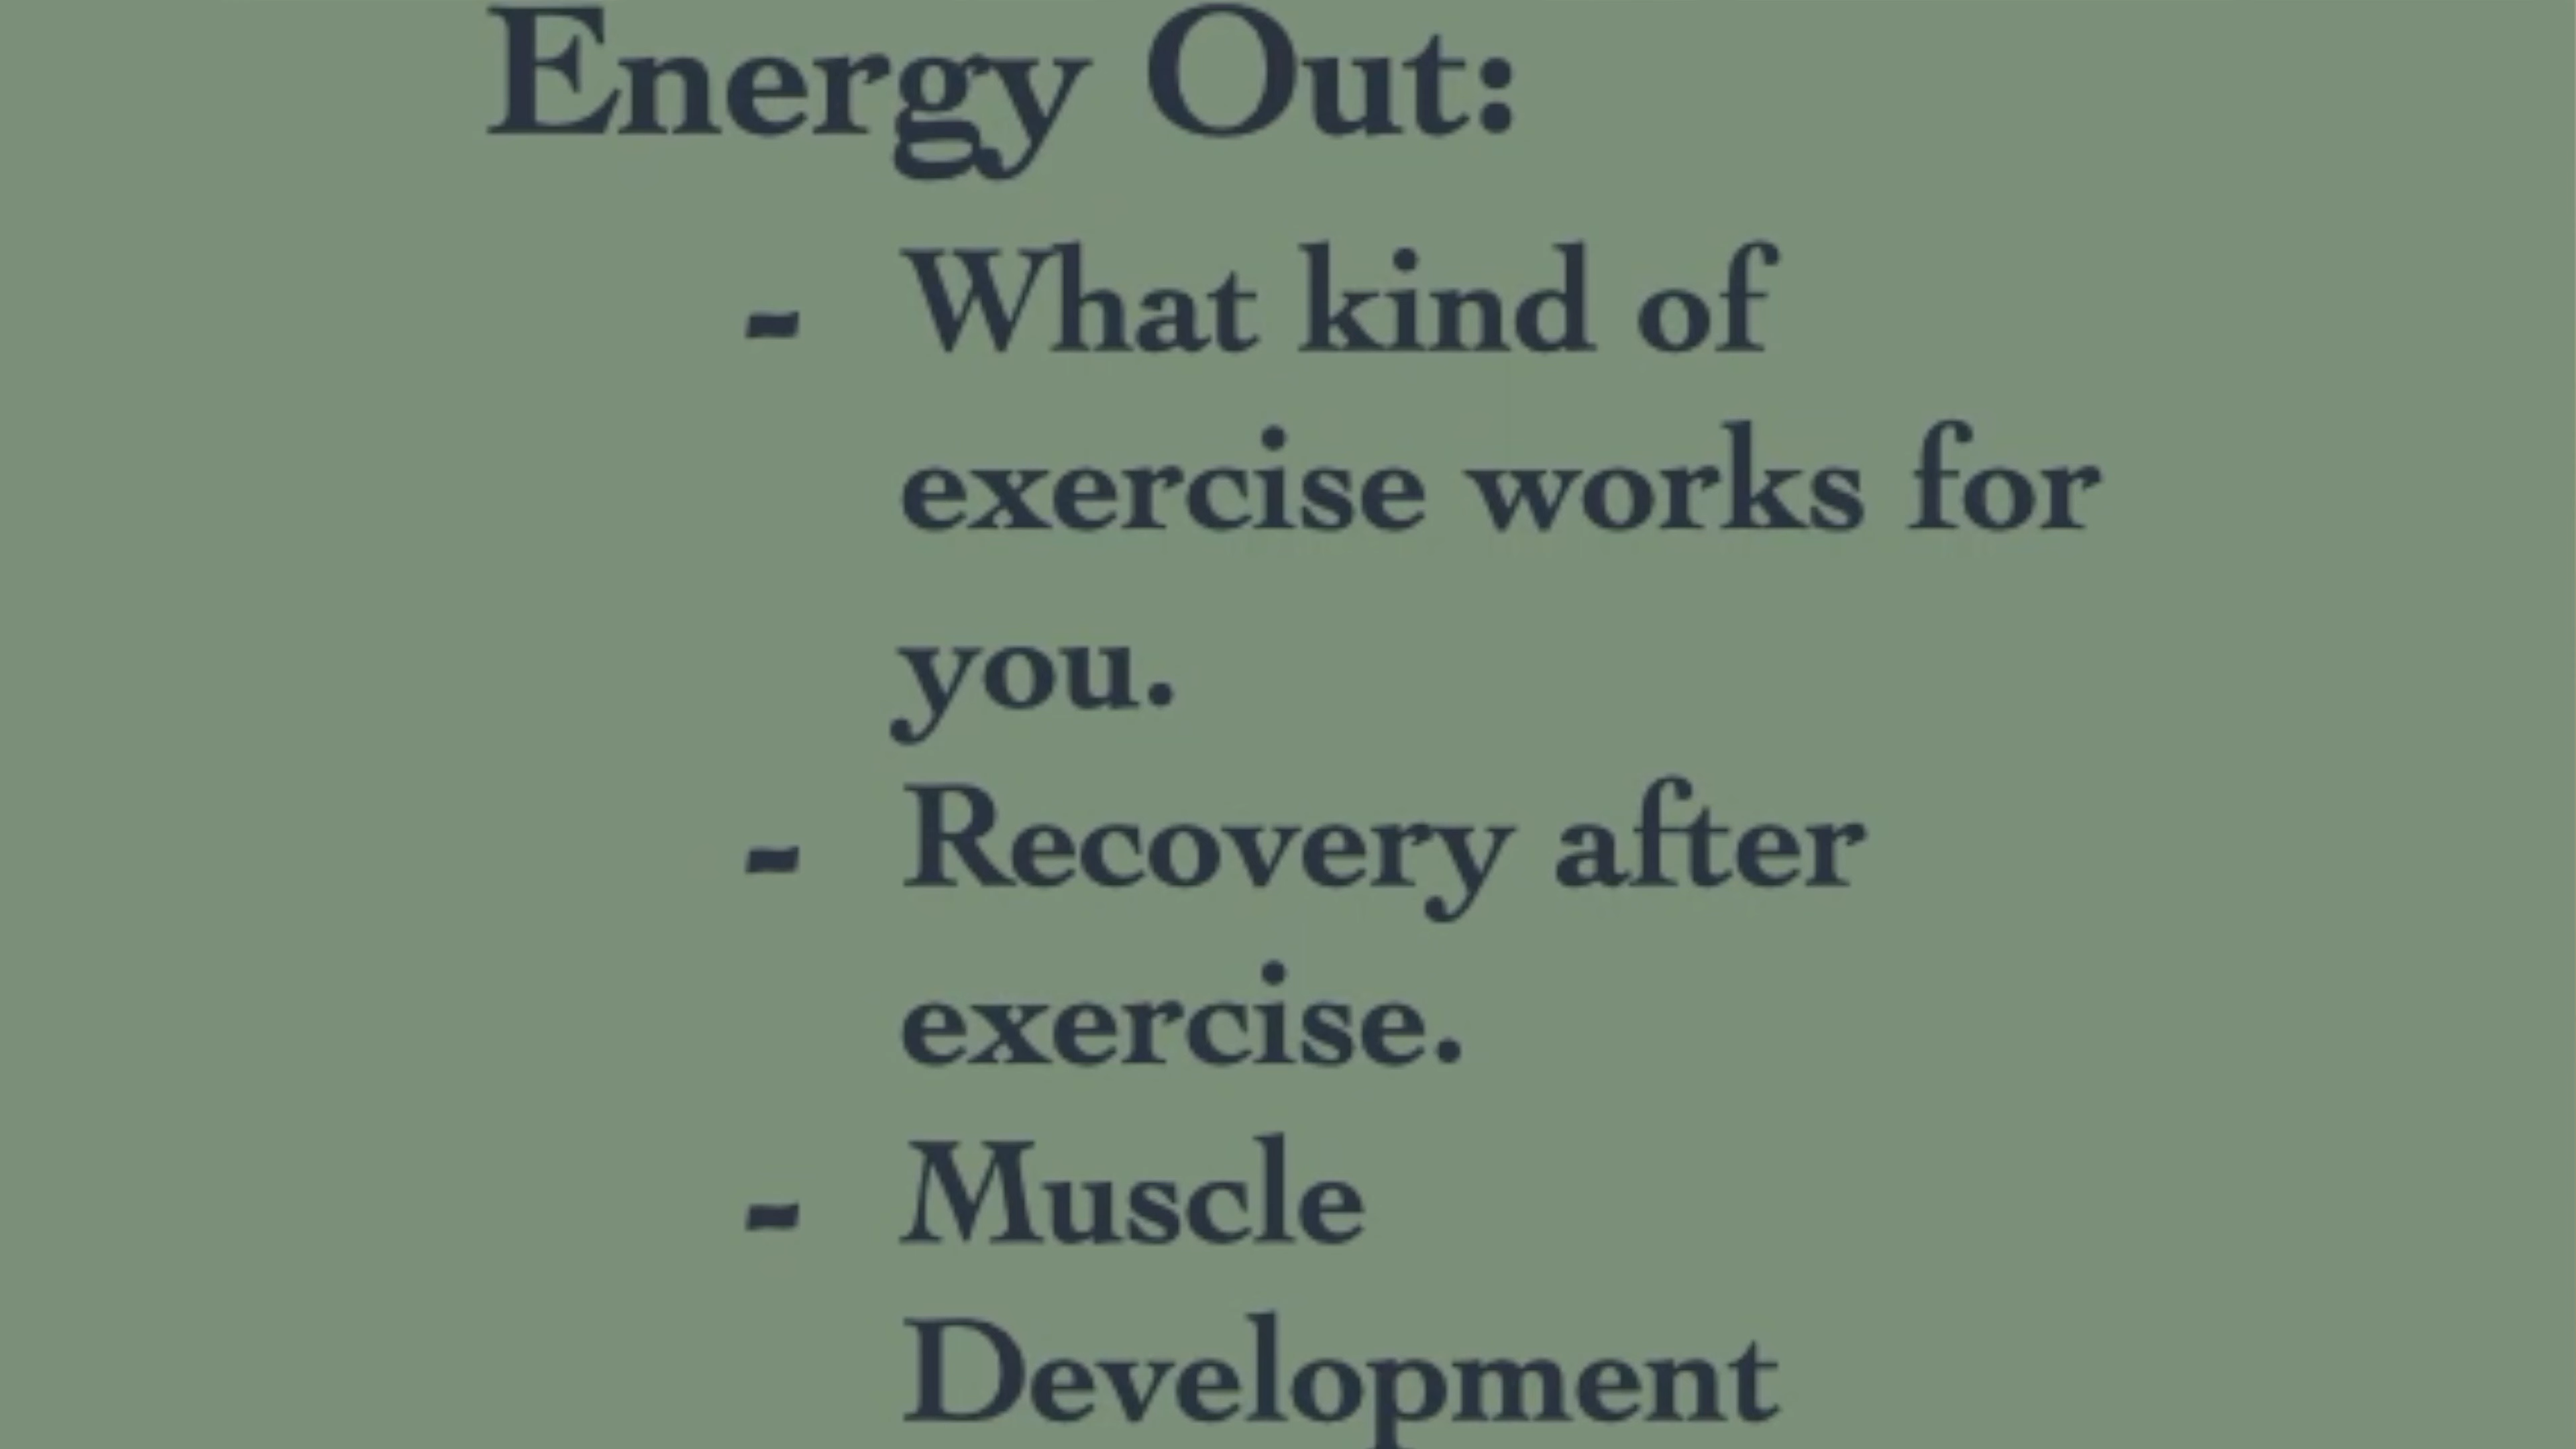 Energy Out:
- What kind of
exercise works for
you.
- Recovery after
exercise.
- Muscle
Development